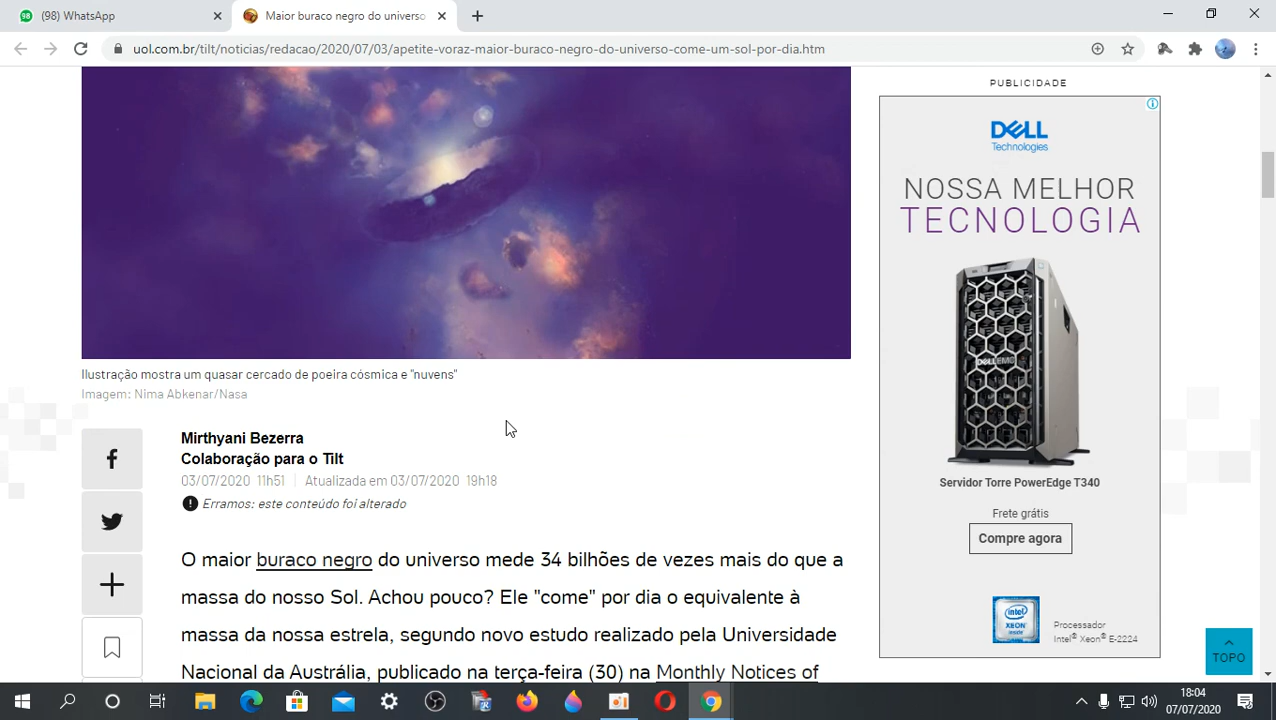 (98) WhatsApp
Maior buraco negro do universo
uol.com.br/tilt/noticias/redacao/2020/07/03/apetite-voraz-maior-buraco-negro-do-universo-come-um-sol-por-dia.htm
PUBLICIDADE
DELL
Technologies
NOSSA MELHOR
TECNOLOGIA
DELLEMC
Servidor Torre PowerEdge T340
Frete grátis
Compre agora
intel
XEON
inside
Processador
Intel® Xeon® E-2224
TOPO
Ilustração mostra um quasar cercado de poeira cósmica e "nuvens"
Imagem: Nima Abkenar/Nasa
Mirthyani Bezerra
Colaboração para o Tilt
03/07/2020 11h51 | Atualizada em 03/07/2020 19h18
Erramos: este conteúdo foi alterado
O maior buraco negro do universo mede 34 bilhões de vezes mais do que a
massa do nosso Sol. Achou pouco? Ele "come" por dia o equivalente à
massa da nossa estrela, segundo novo estudo realizado pela Universidade
Nacional da Austrália, publicado na terça-feira (30) na Monthly Notices of
18:04
07/07/2020